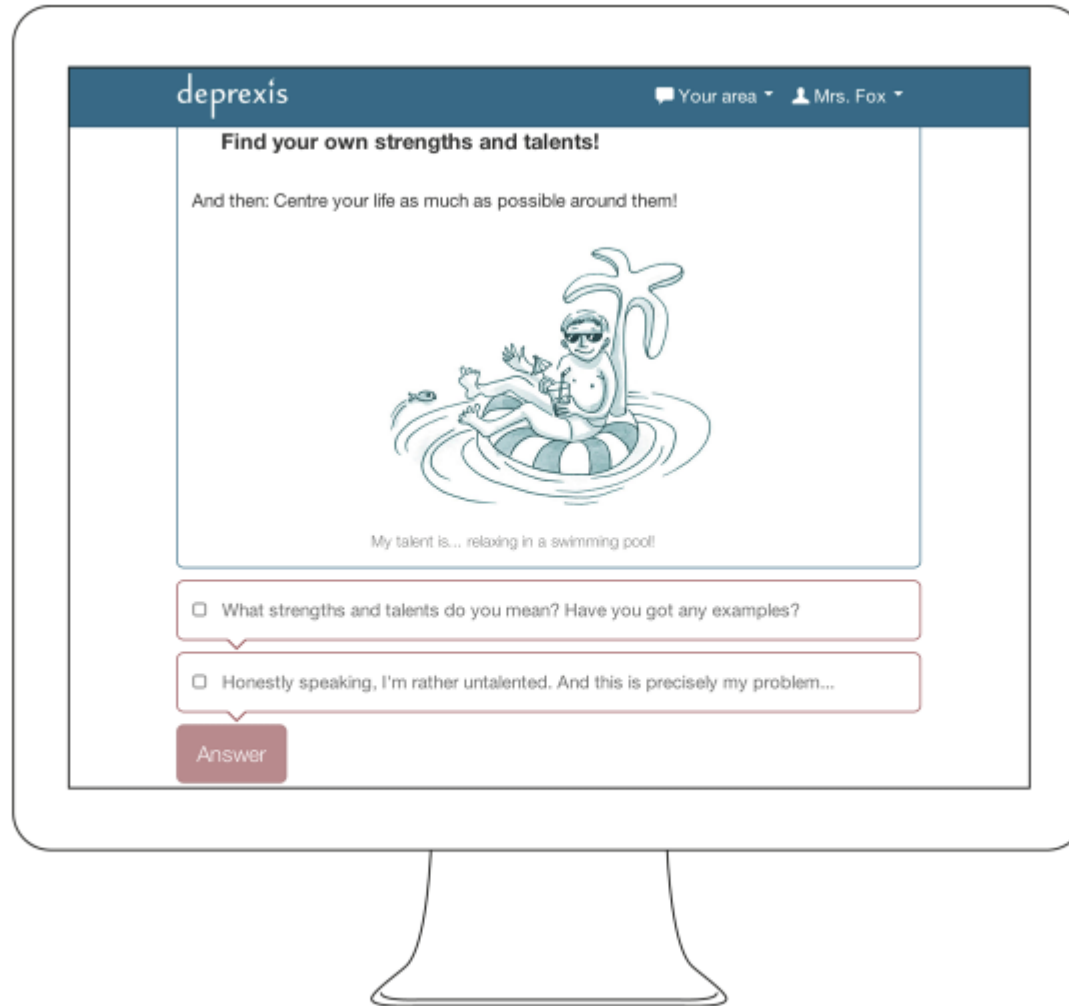 deprexis
Your area
Mrs. Fox
Find your own strengths and talents!
And then: Centre your life as much as possible around them!
My talent is... relaxing in a swimming pool!
What strengths and talents do you mean? Have you got any examples?
Honestly speaking, I'm rather untalented. And this is precisely my problem...
Answer